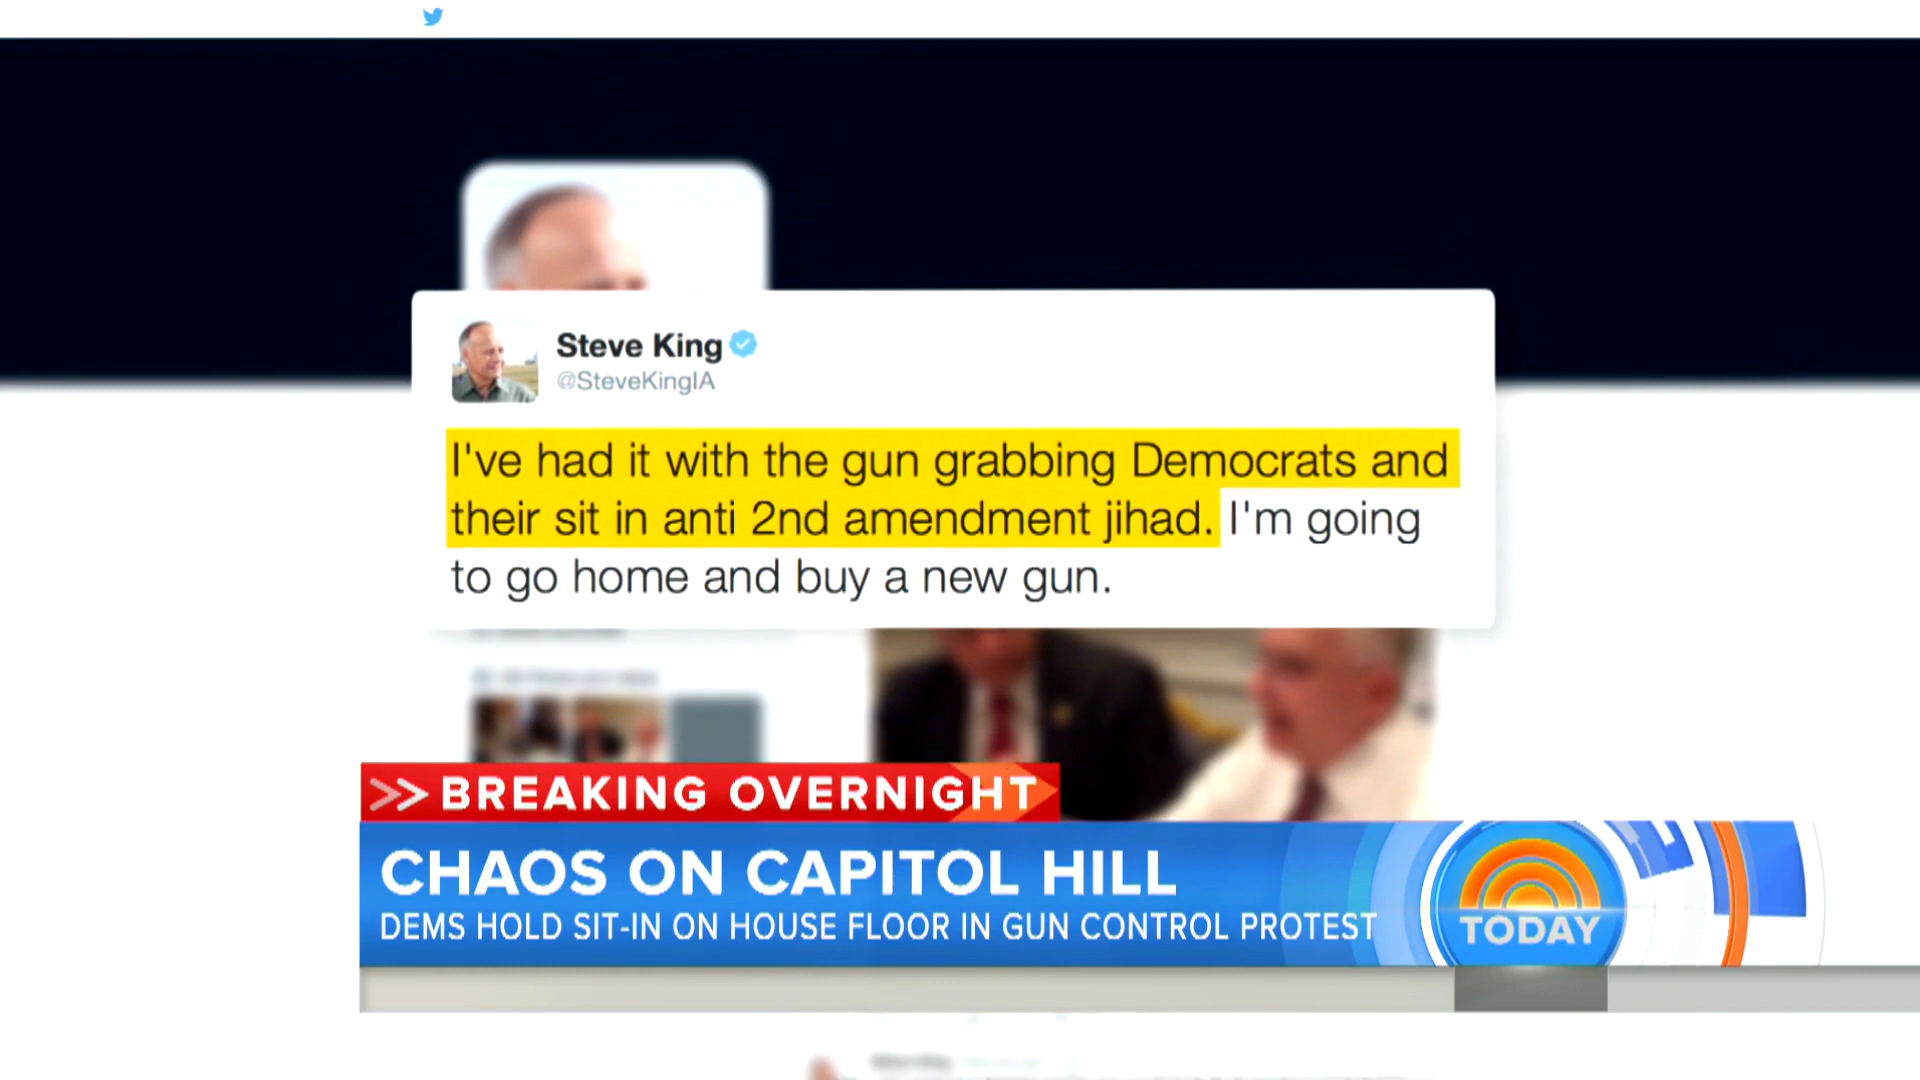 Steve King
@SteveKingIA
I've had it with the gun grabbing Democrats and
their sit in anti 2nd amendment jihad. I'm going
to go home and buy a new gun.
>> BREAKING OVERNIGHT
CHAOS ON CAPITOL HILL
DEMS HOLD SIT-IN ON HOUSE FLOOR IN GUN CONTROL PROTEST
TODAY